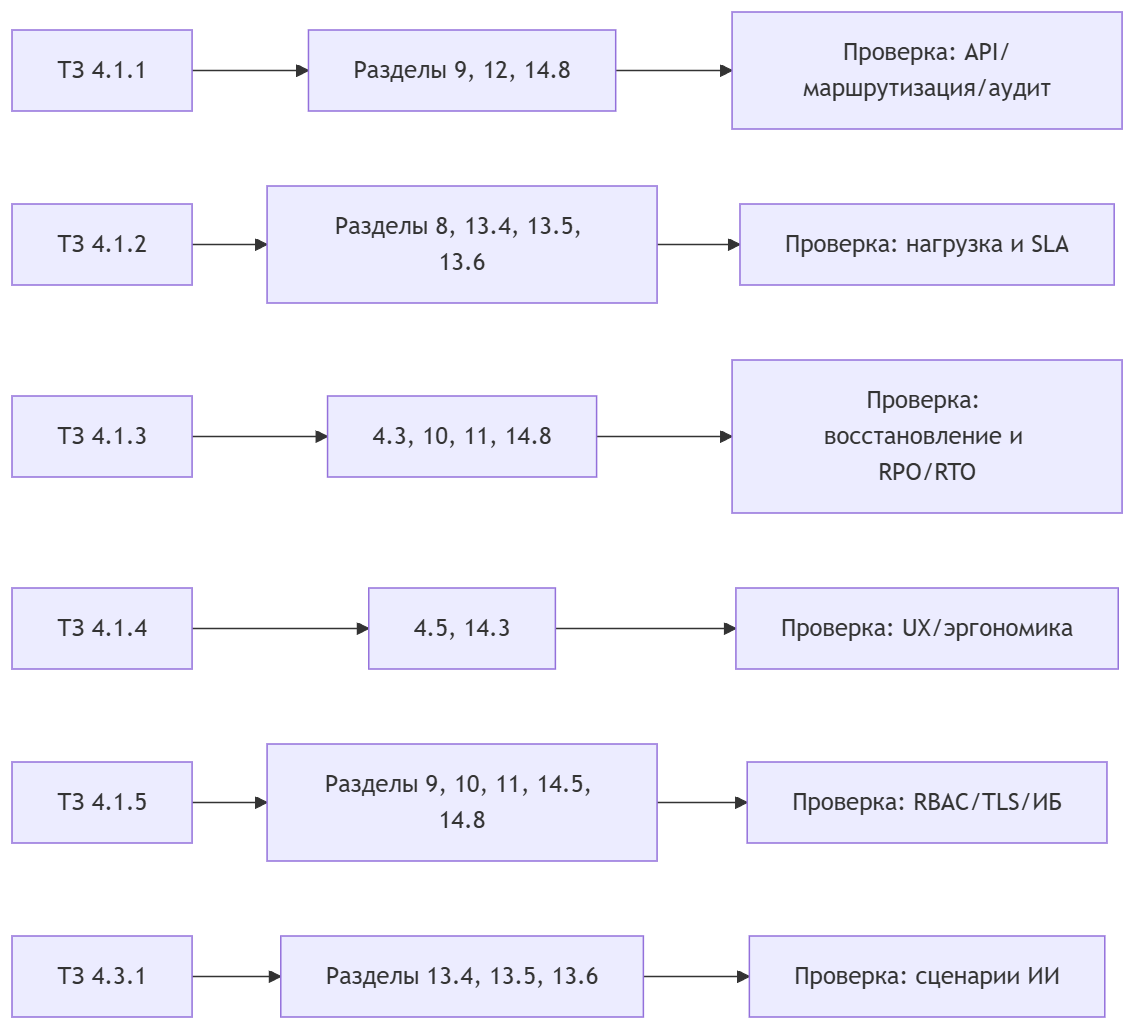 ТЗ 4.1.1
Разделы 9, 12, 14.8
Проверка: API/
маршрутизация/аудит
ТЗ 4.1.2
Разделы 8, 13.4, 13.5,
13.6
Проверка: нагрузка и SLA
ТЗ 4.1.3
4.3, 10, 11, 14.8
Проверка:
восстановление и
RPO/RTO
ТЗ 4.1.4
4.5, 14.3
Проверка: UX/эргономика
ТЗ 4.1.5
Разделы 9, 10, 11, 14.5,
14.8
Проверка: RBAC/TLS/ИБ
ТЗ 4.3.1
Разделы 13.4, 13.5, 13.6
Проверка: сценарии ИИ